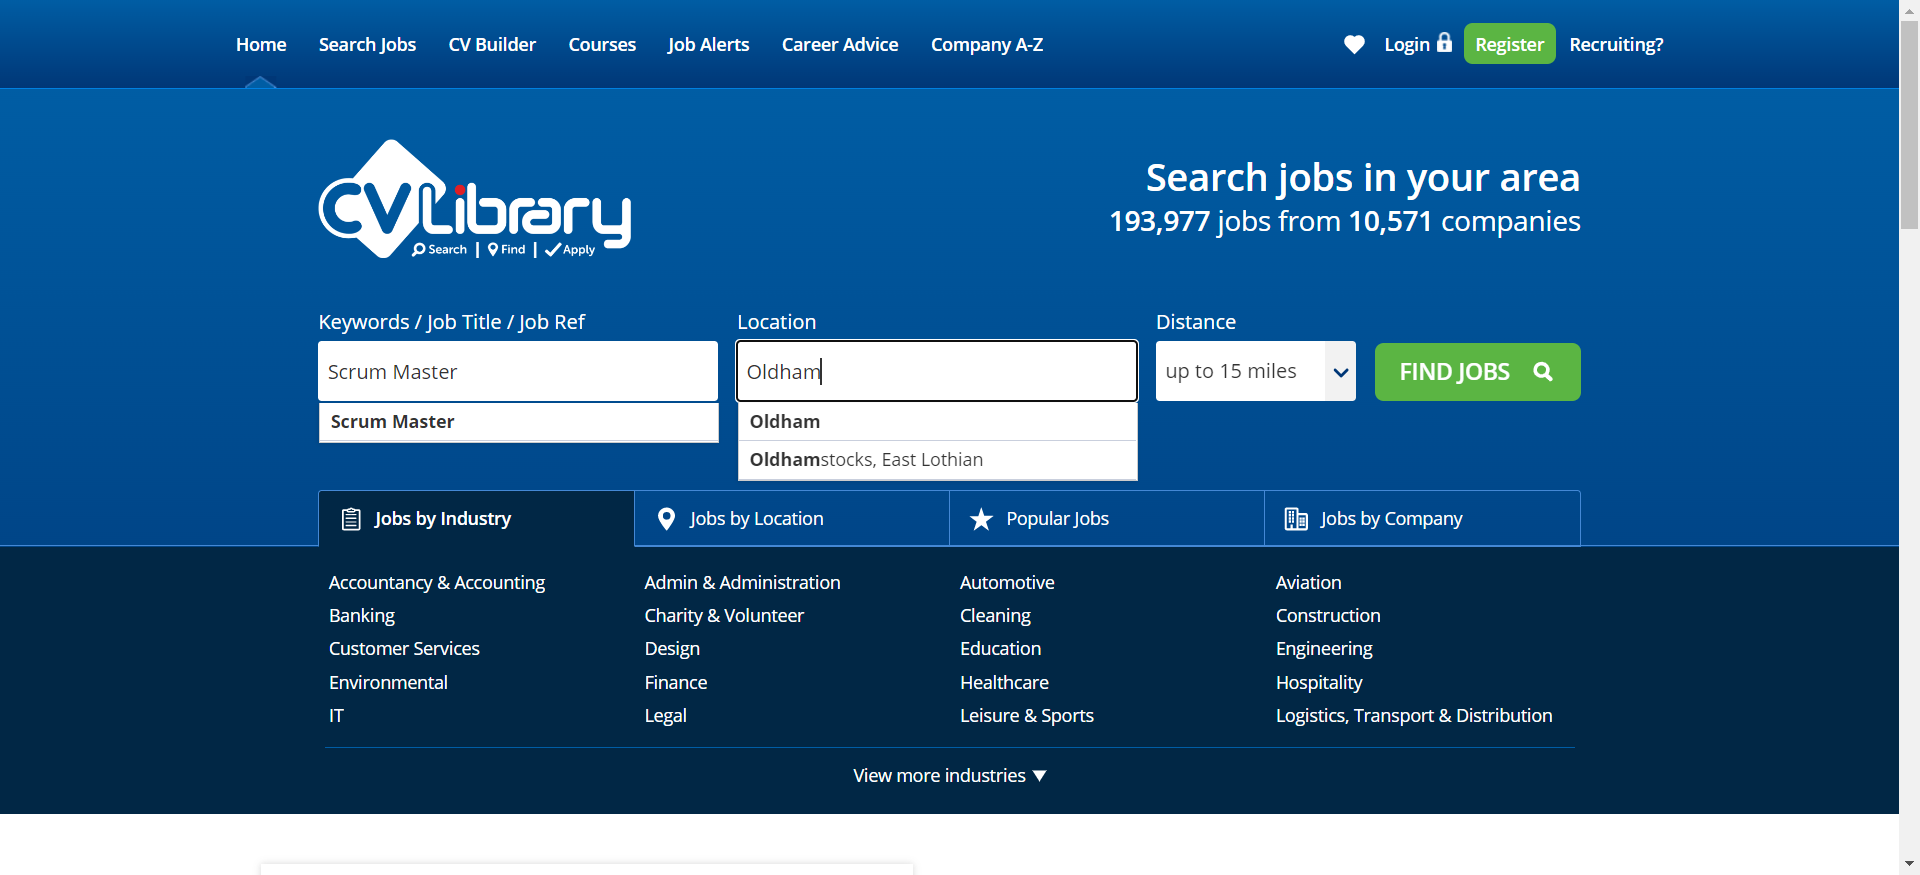 Home Search Jobs CV Builder Courses Job Alerts Career Advice Company A-Z Login Register Recruiting?
CVLibrary
Search | Find | Apply
Search jobs in your area
193,977 jobs from 10,571 companies
Keywords / Job Title / Job Ref Location Distance
Scrum Master Oldham up to 15 miles FIND JOBS
Scrum Master Oldham
Oldhamstocks, East Lothian
Jobs by Industry Jobs by Location Popular Jobs Jobs by Company
Accountancy & Accounting Admin & Administration Automotive Aviation
Banking Charity & Volunteer Cleaning Construction
Customer Services Design Education Engineering
Environmental Finance Healthcare Hospitality
IT Legal Leisure & Sports Logistics, Transport & Distribution
View more industries